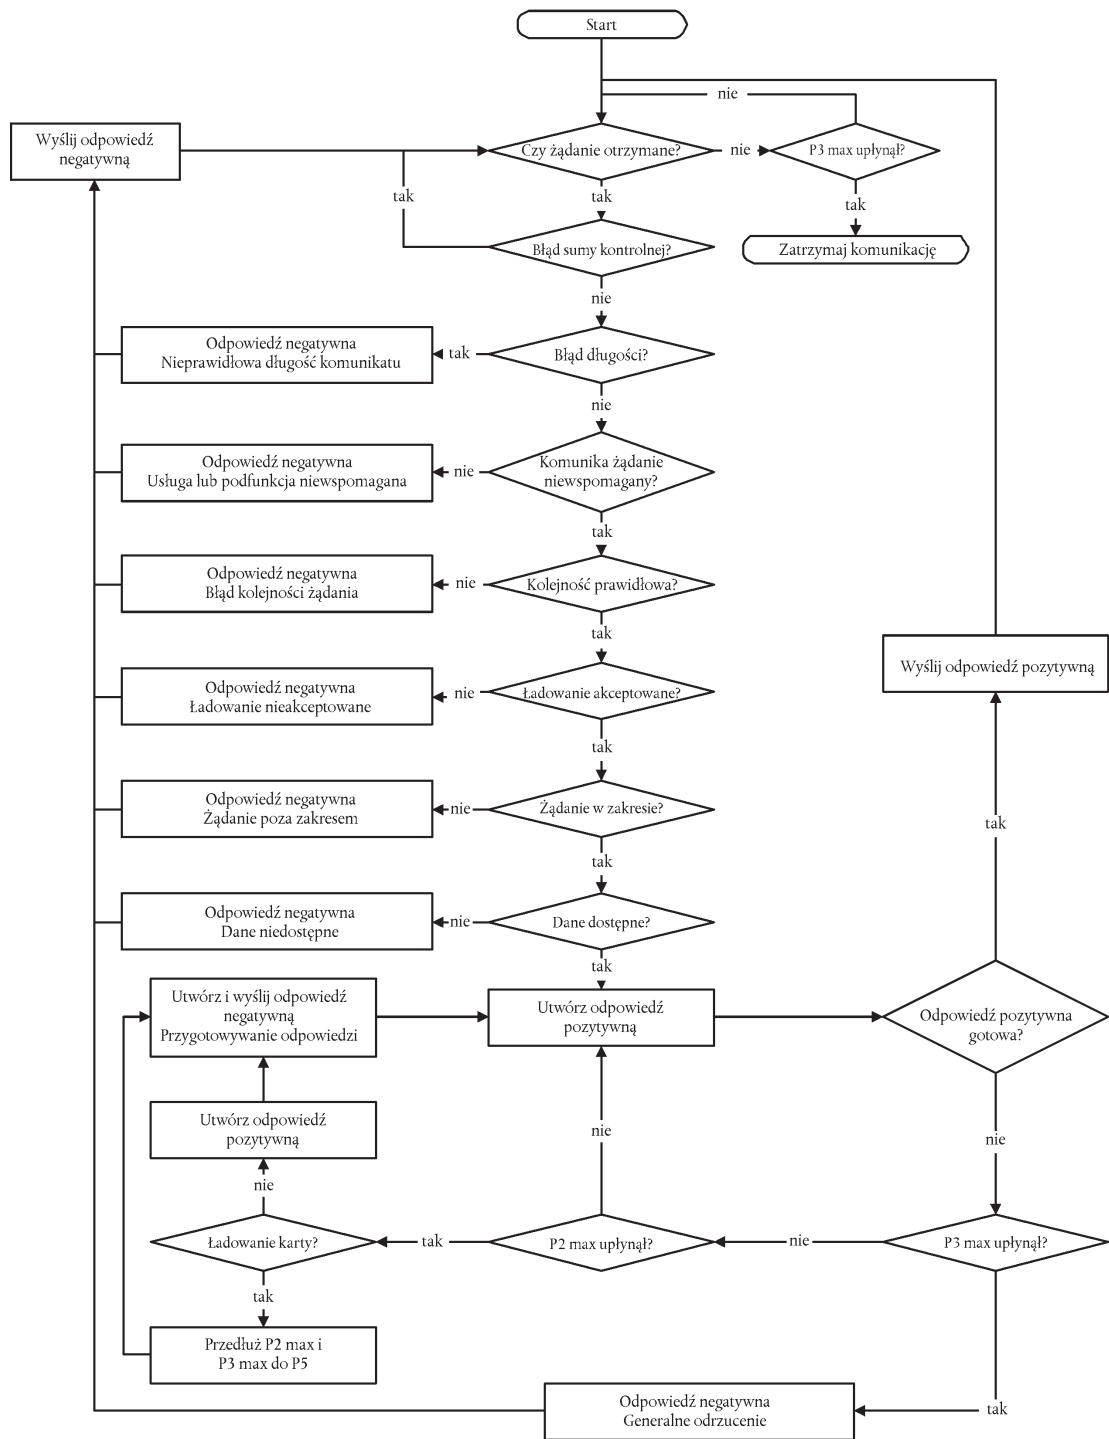 Start
nie
Wyślij odpowiedź
negatywną
Czy żądanie otrzymane?
nie
P3 max upłynął?
tak
tak
tak
Błąd sumy kontrolnej?
Zatrzymaj komunikację
nie
Odpowiedź negatywna
Nieprawidłowa długość komunikatu
tak
Błąd długości?
nie
Odpowiedź negatywna
Usługa lub podfunkcja niewspomagana
nie
Komunika żądanie
niewspomagany?
tak
Odpowiedź negatywna
Błąd kolejności żądania
nie
Kolejność prawidłowa?
tak
Wyślij odpowiedź pozytywną
Odpowiedź negatywna
Ładowanie nieakceptowane
nie
Ładowanie akceptowane?
tak
Odpowiedź negatywna
Żądanie poza zakresem
nie
Żądanie w zakresie?
tak
tak
Odpowiedź negatywna
Dane niedostępne
nie
Dane dostępne?
tak
Utwórz i wyślij odpowiedź
negatywną
Przygotowywanie odpowiedzi
Utwórz odpowiedź
pozytywną
Odpowiedź pozytywna
gotowa?
Utwórz odpowiedź
pozytywną
nie
nie
nie
Ładowanie karty?
tak
P2 max upłynął?
nie
P3 max upłynął?
tak
Przedłuż P2 max i
P3 max do P5
Odpowiedź negatywna
Generalne odrzucenie
tak